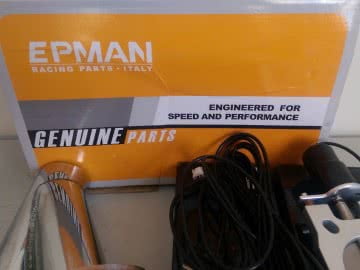 EPMAN
RACING PARTS - ITALY
ENGINEERED FOR
SPEED AND PERFORMANCE
GENUINE PARTS